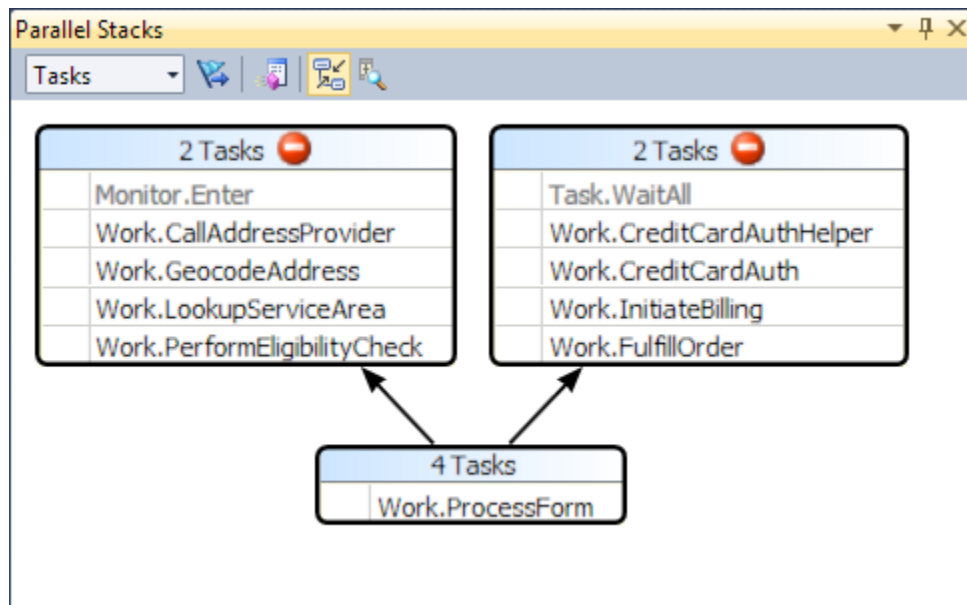 Parallel Stacks
Tasks
2 Tasks
Monitor.Enter
Work.CallAddressProvider
Work.GeocodeAddress
Work.LookupServiceArea
Work.PerformEligibilityCheck
2 Tasks
Task.WaitAll
Work.CreditCardAuthHelper
Work.CreditCardAuth
Work.InitiateBilling
Work.FulfillOrder
4 Tasks
Work.ProcessForm